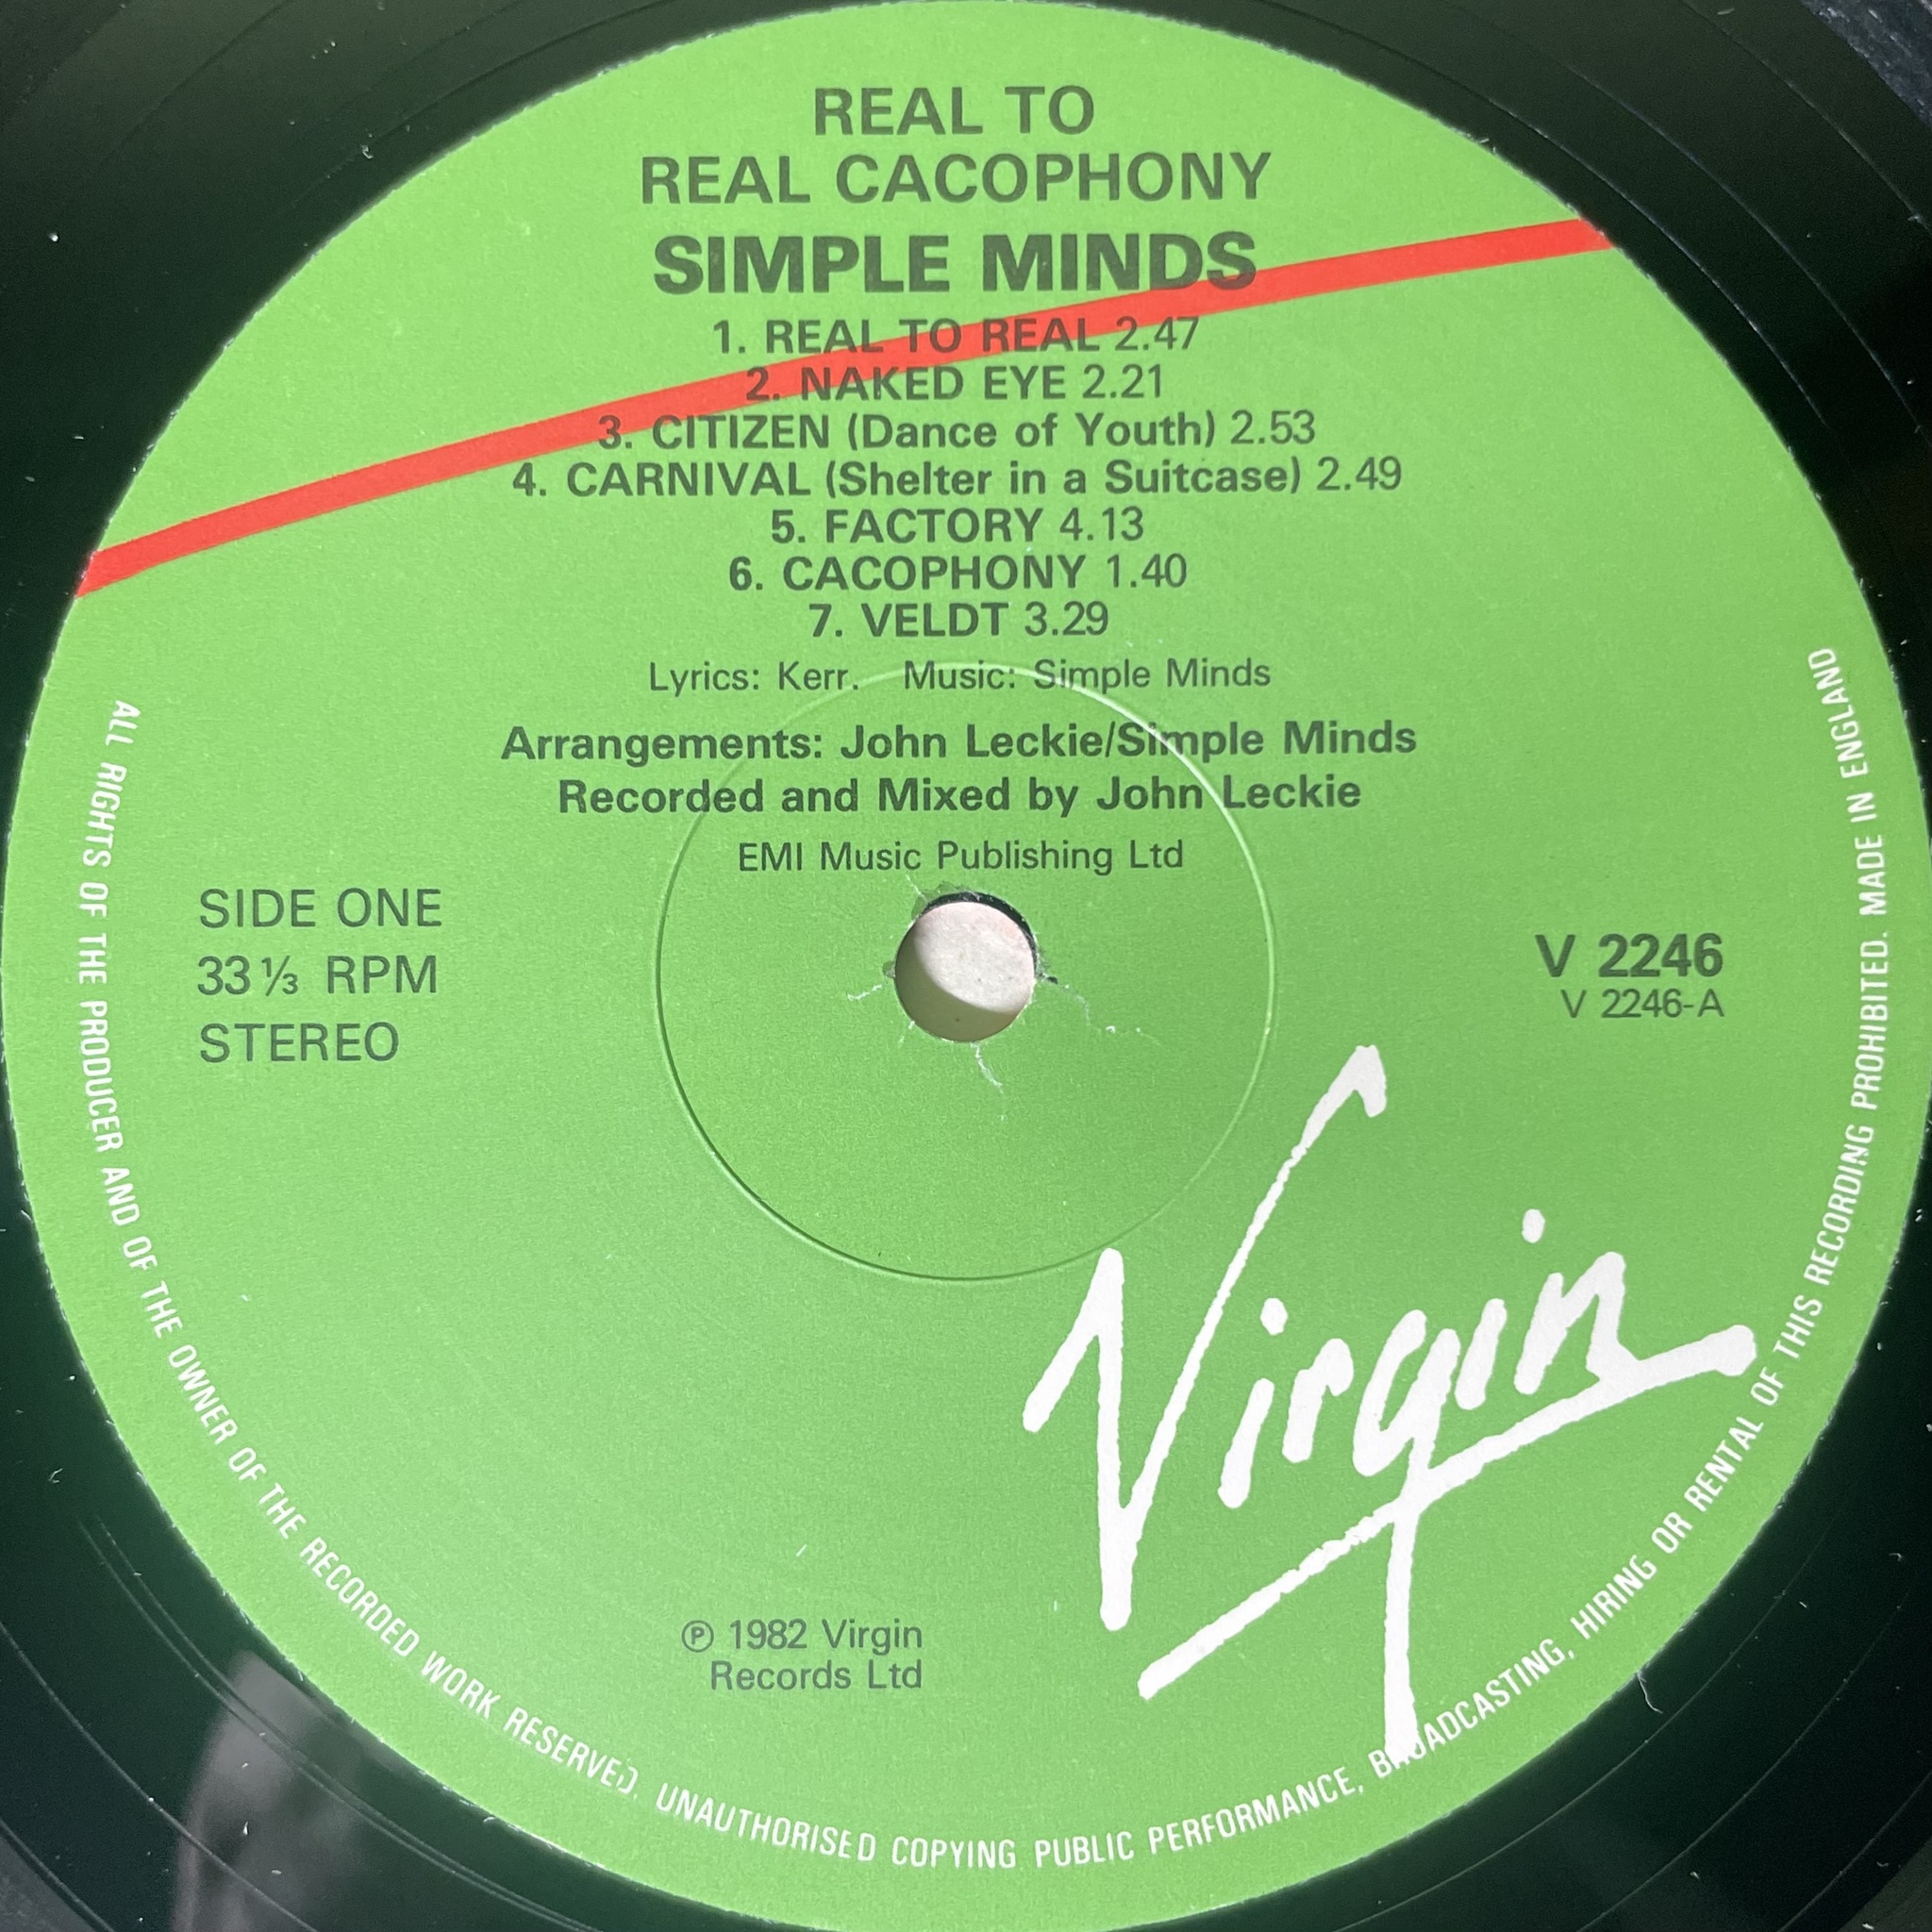 REAL TO
REAL CACOPHONY
SIMPLE MINDS
1. REAL TO REAL 2.47
2. NAKED EYE 2.21
3. CITIZEN (Dance of Youth) 2.53
4. CARNIVAL (Shelter in a Suitcase) 2.49
5. FACTORY 4.13
6. CACOPHONY 1.40
7. VELDT 3.29
Lyrics: Kerr. Music: Simple Minds
Arrangements: John Leckie/Simple Minds
Recorded and Mixed by John Leckie
EMI Music Publishing Ltd
SIDE ONE
33 ⅓ RPM
STEREO
V 2246
V 2246-A
Virgin
℗ 1982 Virgin
Records Ltd
ALL RIGHTS OF THE PRODUCER AND OF THE OWNER OF THE RECORDED WORK RESERVED. UNAUTHORISED COPYING PUBLIC PERFORMANCE, BROADCASTING, HIRING OR RENTAL OF THIS RECORDING PROHIBITED. MADE IN ENGLAND